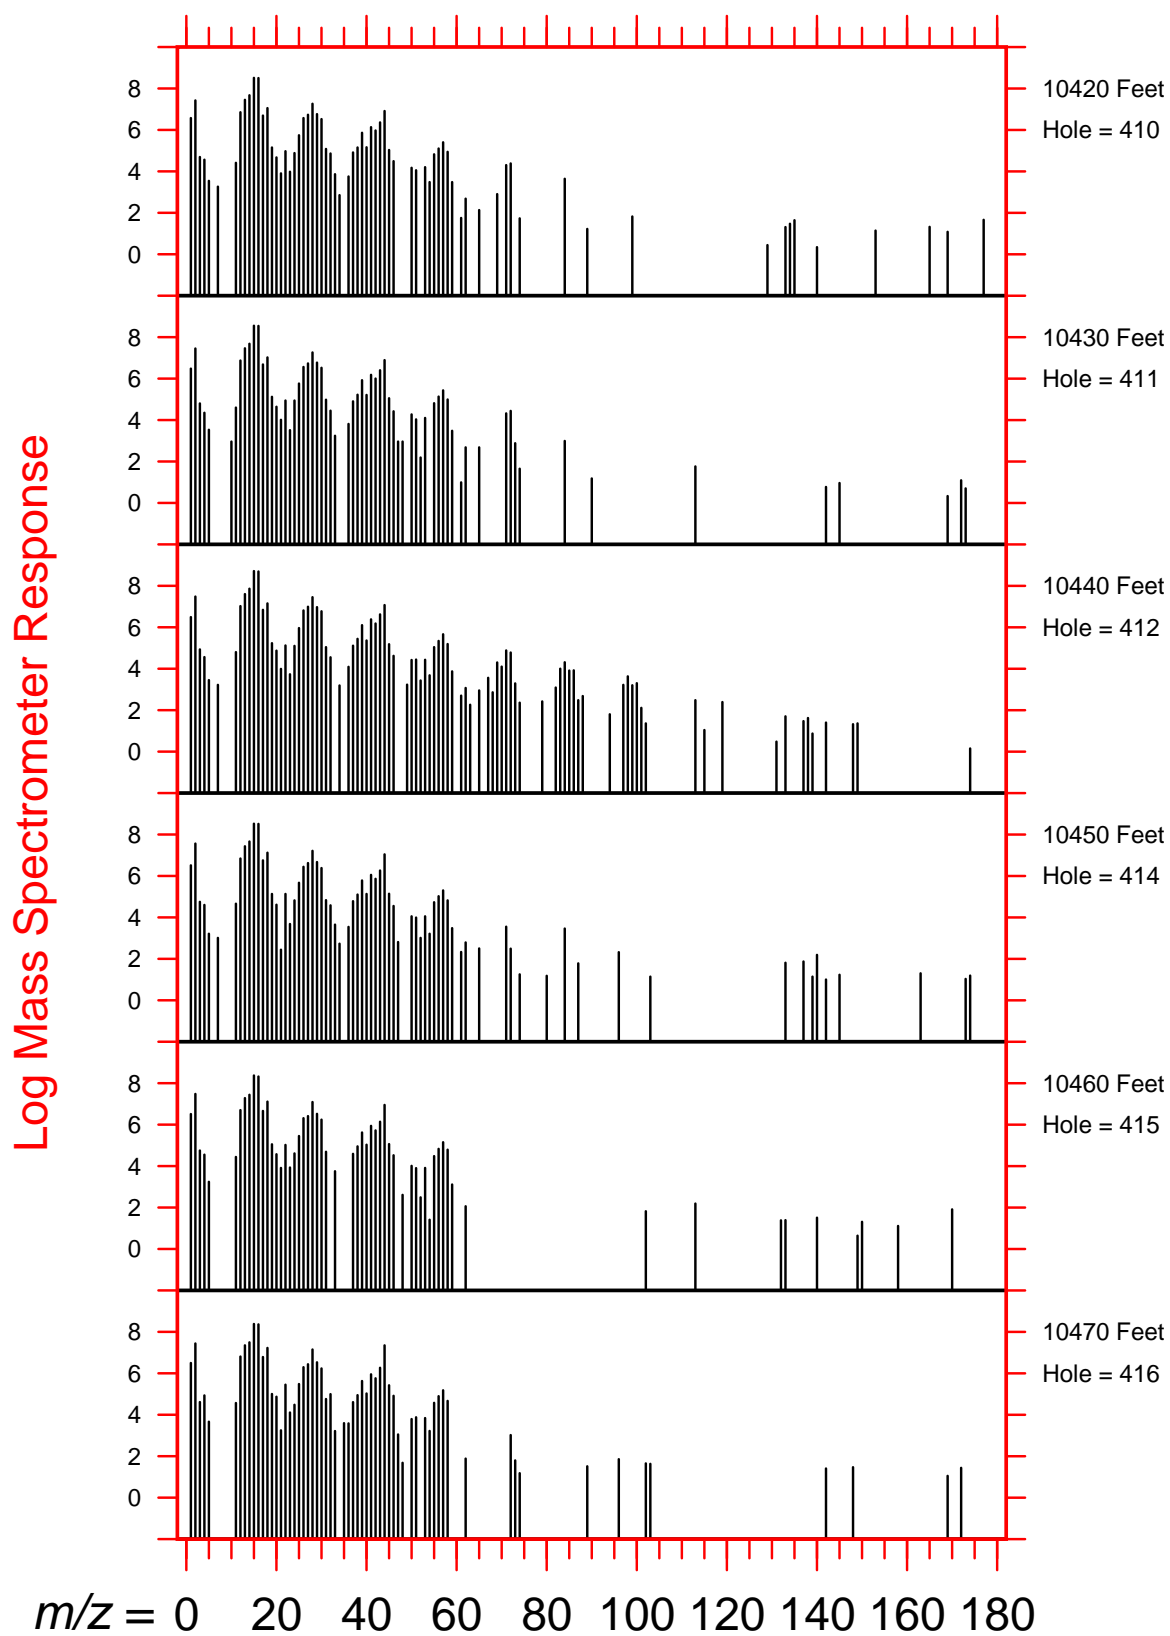 8
6
4
2
0
10420 Feet
Hole = 410
8
6
4
2
0
10430 Feet
Hole = 411
8
6
4
2
0
10440 Feet
Hole = 412
8
6
4
2
0
10450 Feet
Hole = 414
8
6
4
2
0
10460 Feet
Hole = 415
8
6
4
2
0
10470 Feet
Hole = 416
Log Mass Spectrometer Response
m/z = 0 20 40 60 80 100 120 140 160 180